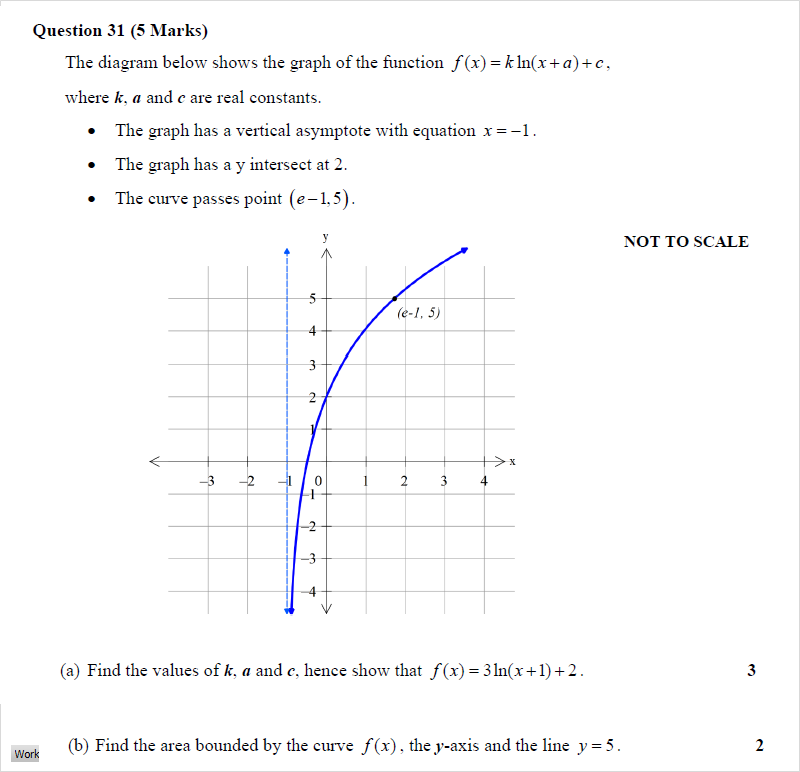 Question 31 (5 Marks)
The diagram below shows the graph of the function f(x) = k ln(x + a) + c,
where k, a and c are real constants.
• The graph has a vertical asymptote with equation x = −1.
• The graph has a y intersect at 2.
• The curve passes point (e−1, 5).
NOT TO SCALE
y
5
(e-1, 5)
4
3
2
1
x
−3 −2 −1 0 1 2 3 4
−1
−2
−3
−4
(a) Find the values of k, a and c, hence show that f(x) = 3 ln(x + 1) + 2. 3
(b) Find the area bounded by the curve f(x), the y-axis and the line y = 5. 2
Work